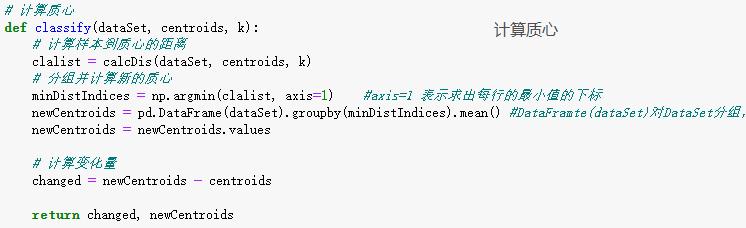 # 计算质心
def classify(dataSet, centroids, k):
计算质心
# 计算样本到质心的距离
clalist = calcDis(dataSet, centroids, k)
# 分组并计算新的质心
minDistIndices = np.argmin(clalist, axis=1)    #axis=1 表示求出每行的最小值的下标
newCentroids = pd.DataFrame(dataSet).groupby(minDistIndices).mean() #DataFramte(dataSet)对DataSet分组,
newCentroids = newCentroids.values
# 计算变化量
changed = newCentroids - centroids
return changed, newCentroids